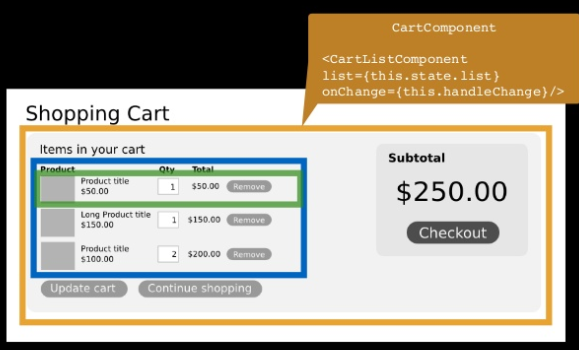 CartComponent
<CartListComponent
list={this.state.list}
onChange={this.handleChange}/>
Shopping Cart
Items in your cart
Product Qty Total
Product title
$50.00
1 $50.00 Remove
Long Product title
$150.00
1 $150.00 Remove
Product title
$100.00
2 $200.00 Remove
Update cart Continue shopping
Subtotal
$250.00
Checkout